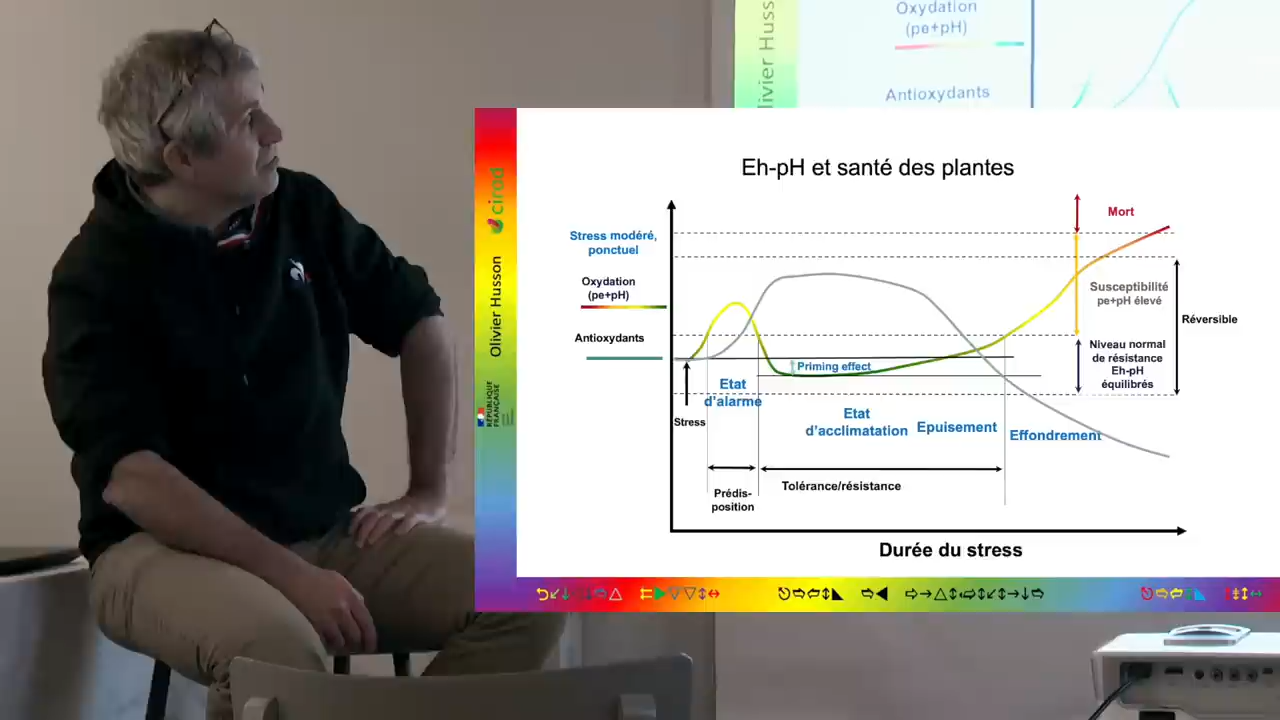 Oxydation
(pe+pH)
Antioxydants
livier Huss
Eh-pH et santé des plantes
cirad
Olivier Husson
RÉPUBLIQUE
FRANÇAISE
Stress modéré,
ponctuel
Oxydation
(pe+pH)
Antioxydants
Mort
Susceptibilité
pe+pH élevé
Réversible
Niveau normal
de résistance
Eh-pH
équilibrés
Priming effect
Etat
d'alarme
Stress
Etat
d'acclimatation
Epuisement
Effondrement
Prédis-
position
Tolérance/résistance
Durée du stress